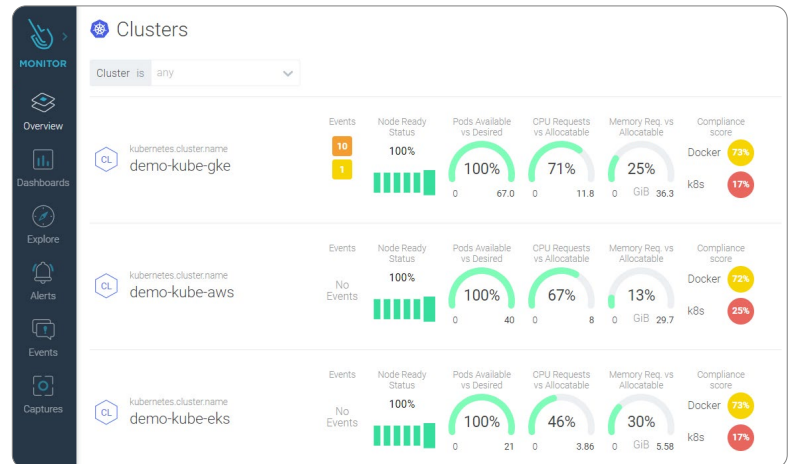 MONITOR
Overview
Dashboards
Explore
Alerts
Events
Captures
Clusters
Cluster is any
Events
Node Ready
Status
Pods Available
vs Desired
CPU Requests
vs Allocatable
Memory Req. vs
Allocatable
Compliance
score
CL
kubernetes.cluster.name
demo-kube-gke
10
1
100%
100%
0 67.0
71%
0 11.8
25%
0 GiB 36.3
Docker 73%
k8s 17%
Events
Node Ready
Status
Pods Available
vs Desired
CPU Requests
vs Allocatable
Memory Req. vs
Allocatable
Compliance
score
CL
kubernetes.cluster.name
demo-kube-aws
No
Events
100%
100%
0 40
67%
0 8
13%
0 GiB 29.7
Docker 72%
k8s 25%
Events
Node Ready
Status
Pods Available
vs Desired
CPU Requests
vs Allocatable
Memory Req. vs
Allocatable
Compliance
score
CL
kubernetes.cluster.name
demo-kube-eks
No
Events
100%
100%
0 21
46%
0 3.86
30%
0 GiB 5.58
Docker 73%
k8s 17%